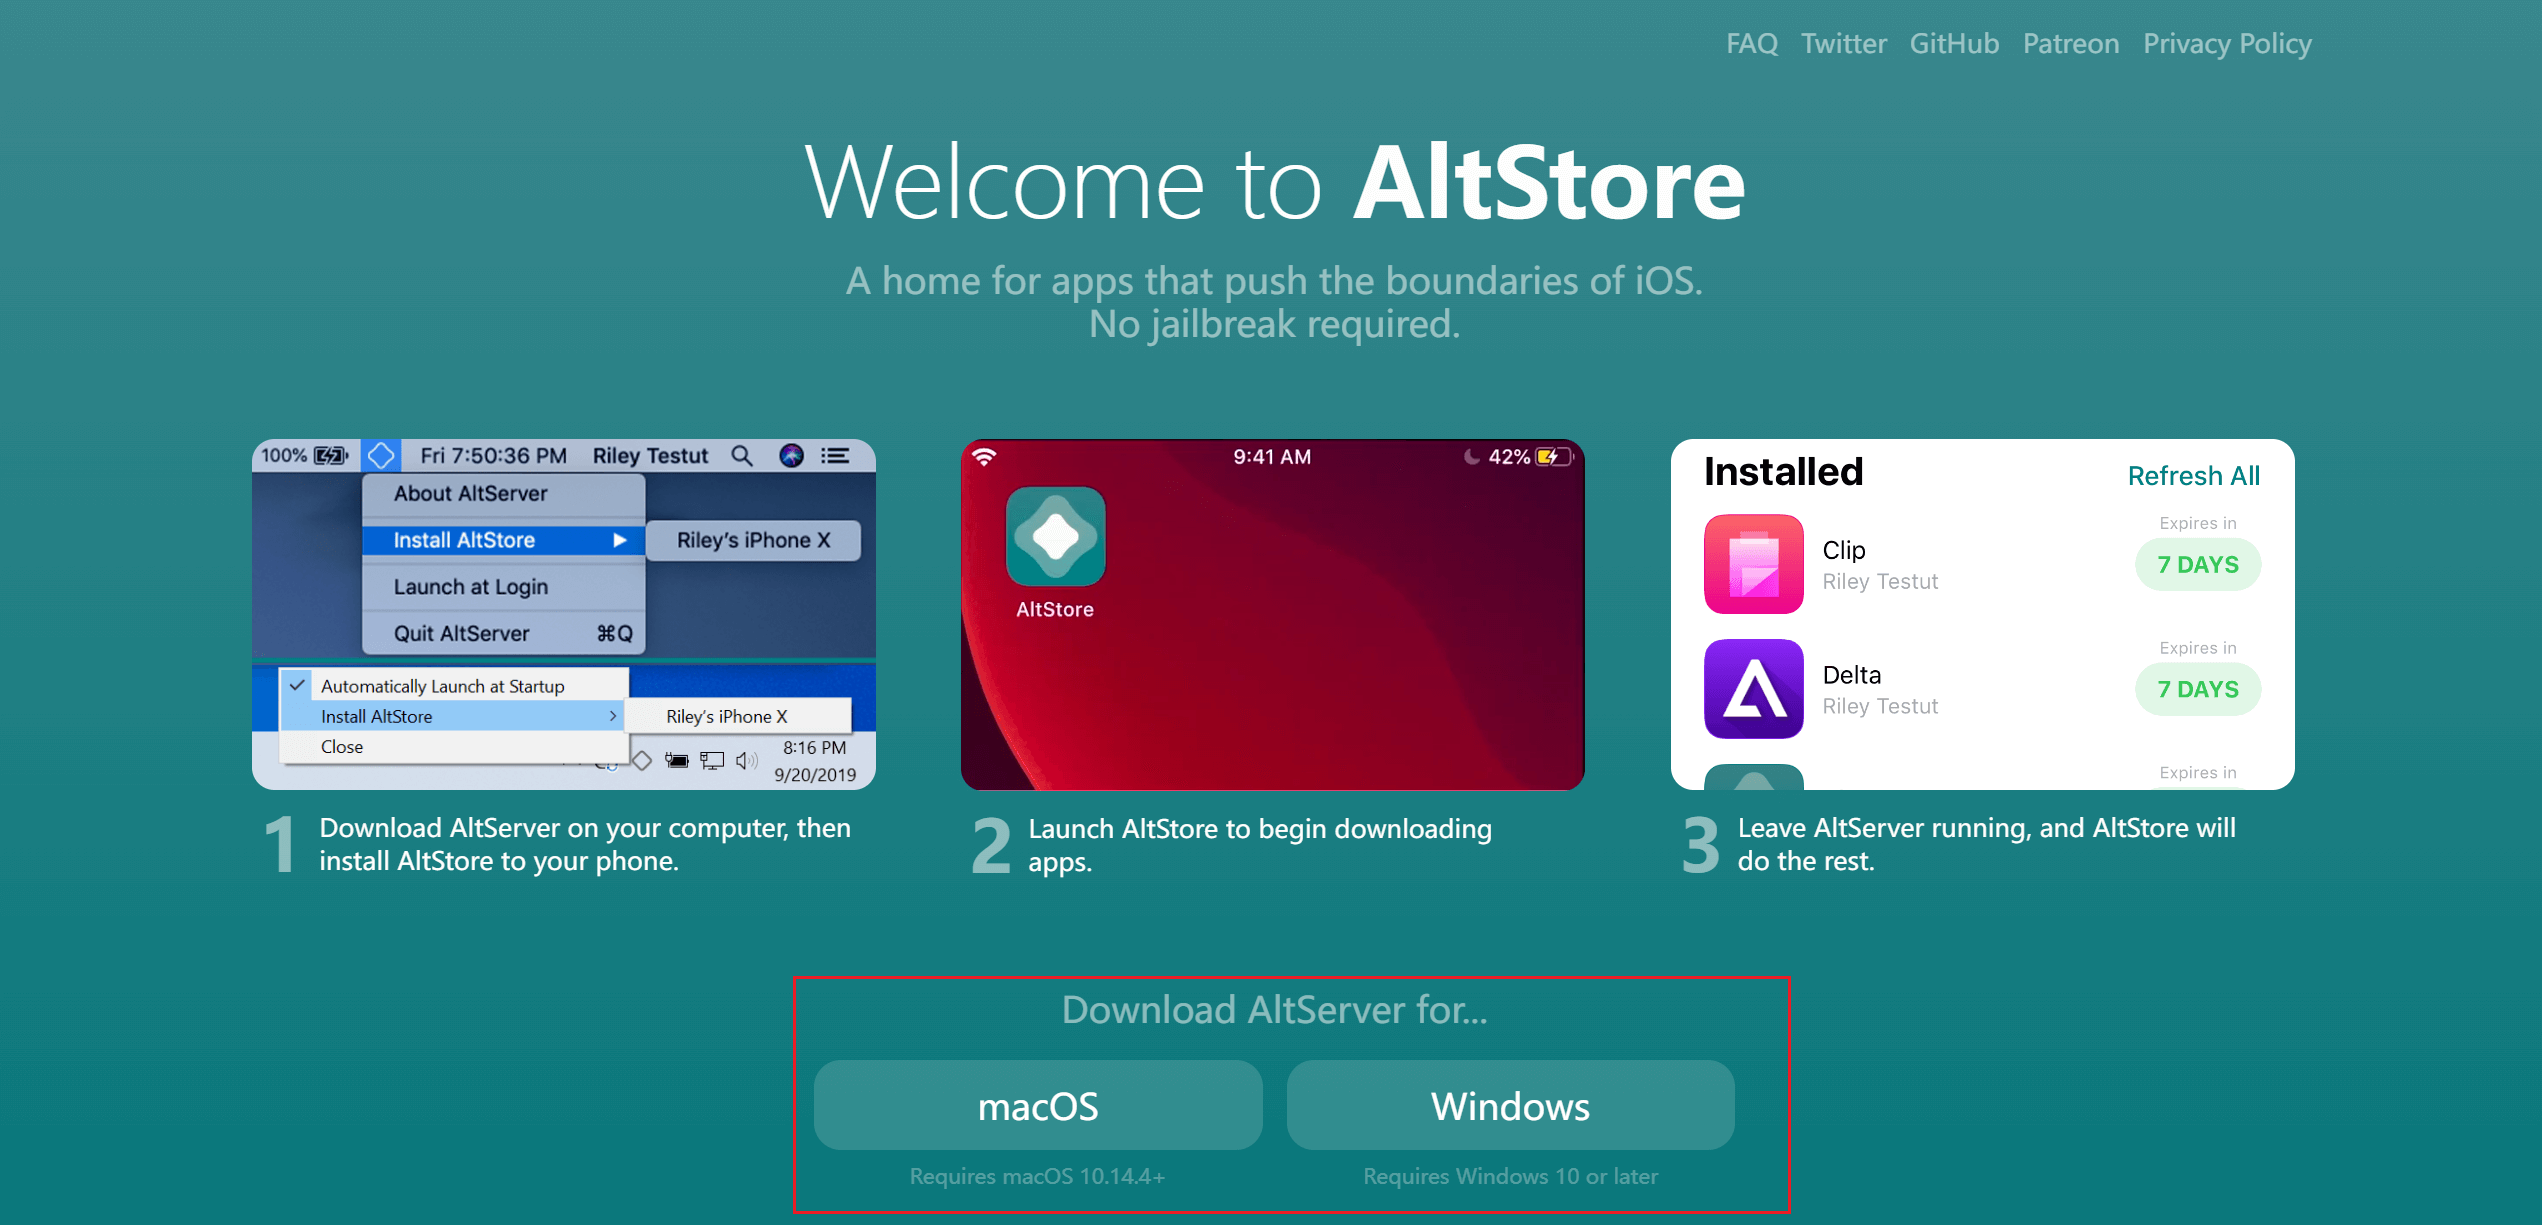 FAQ Twitter GitHub Patreon Privacy Policy
Welcome to AltStore
A home for apps that push the boundaries of iOS.
No jailbreak required.
100% Fri 7:50:36 PM Riley Testut
About AltServer
Install AltStore Riley's iPhone X
Launch at Login
Quit AltServer ⌘Q
Automatically Launch at Startup
Install AltStore Riley's iPhone X
Close
8:16 PM
9/20/2019
1 Download AltServer on your computer, then
install AltStore to your phone.
9:41 AM 42%
AltStore
2 Launch AltStore to begin downloading
apps.
Installed Refresh All
Expires in
Clip 7 DAYS
Riley Testut
Expires in
Delta 7 DAYS
Riley Testut
Expires in
3 Leave AltServer running, and AltStore will
do the rest.
Download AltServer for...
macOS Windows
Requires macOS 10.14.4+ Requires Windows 10 or later